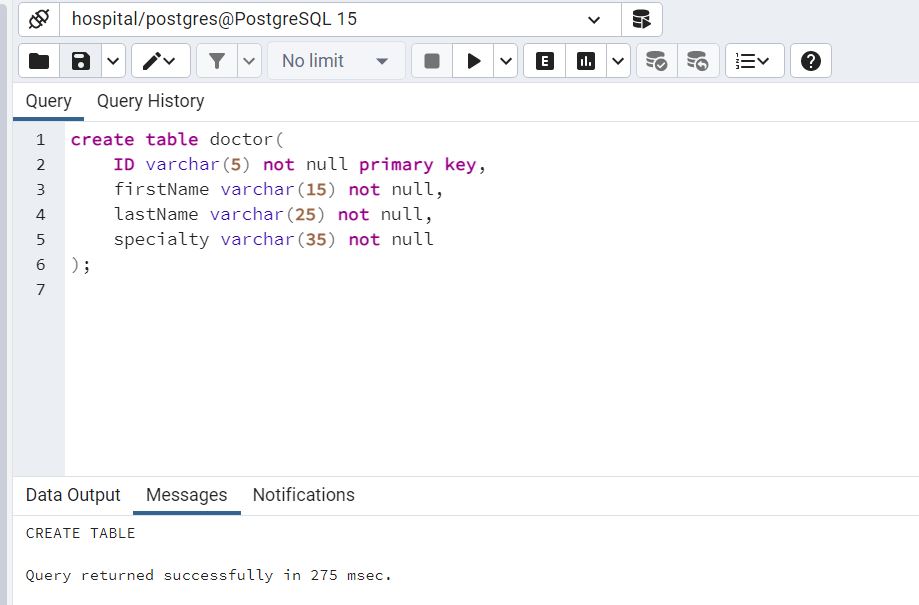 hospital/postgres@PostgreSQL 15
No limit
E
Query Query History
1 create table doctor(
2 ID varchar(5) not null primary key,
3 firstName varchar(15) not null,
4 lastName varchar(25) not null,
5 specialty varchar(35) not null
6 );
7
Data Output Messages Notifications
CREATE TABLE
Query returned successfully in 275 msec.